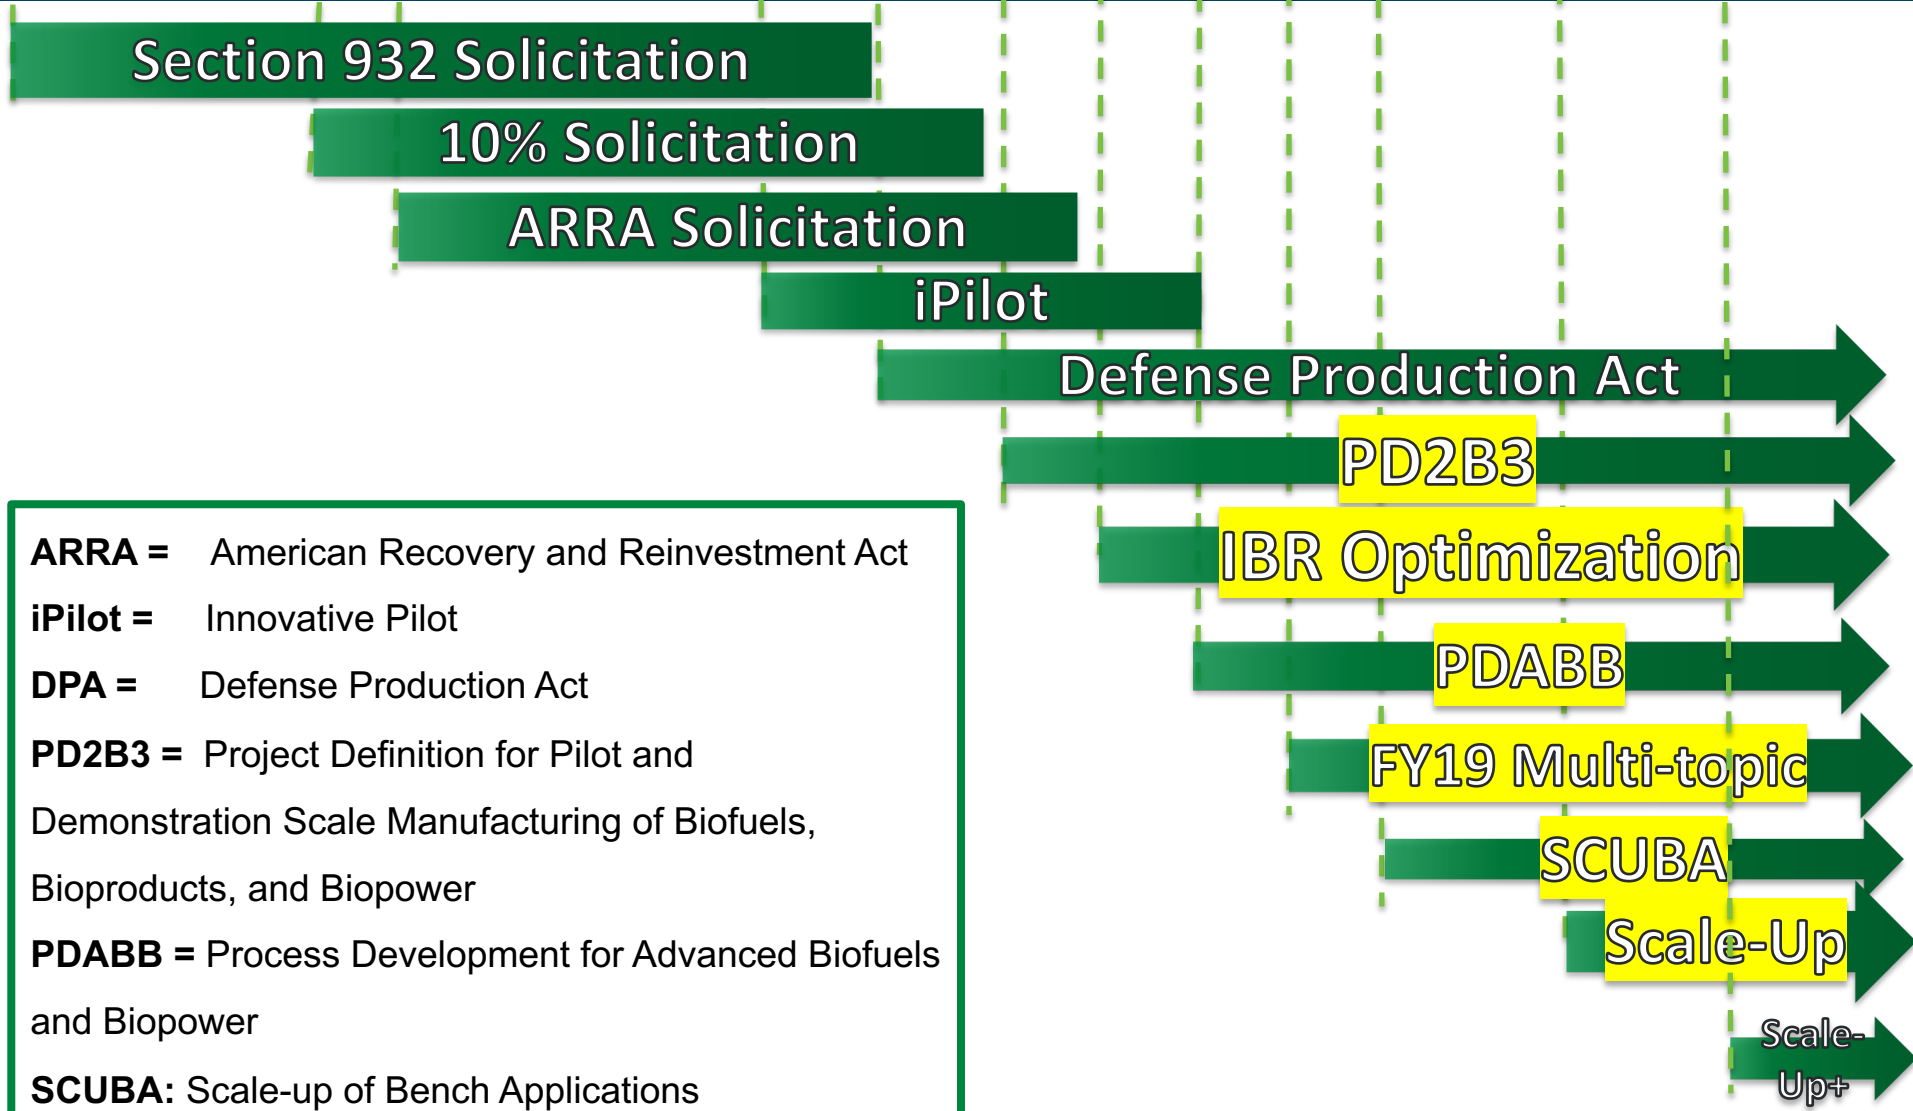 Section 932 Solicitation
10% Solicitation
ARRA Solicitation
iPilot
Defense Production Act
PD2B3
IBR Optimization
PDABB
FY19 Multi-topic
SCUBA
Scale-Up
Scale-
Up+
ARRA = American Recovery and Reinvestment Act
iPilot = Innovative Pilot
DPA = Defense Production Act
PD2B3 = Project Definition for Pilot and
Demonstration Scale Manufacturing of Biofuels,
Bioproducts, and Biopower
PDABB = Process Development for Advanced Biofuels
and Biopower
SCUBA: Scale-up of Bench Applications